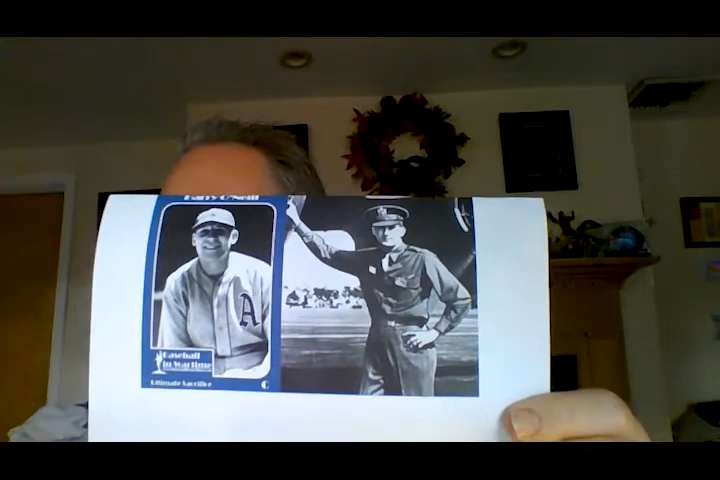 Harry O'Neill
A
Baseball
in Wartime
Ultimate Sacrifice
C